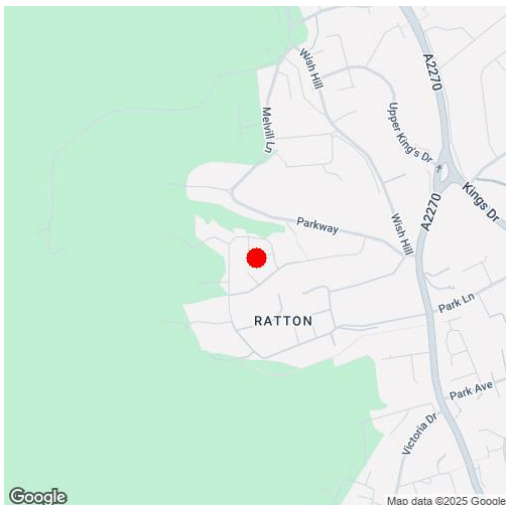 A2270
Wish Hill
Melvill Ln
Upper King's Dr
Kings Dr
A2270
Wish Hill
Parkway
Park Ln
RATTON
Park Ave
Victoria Dr
Google
Map data ©2025 Google